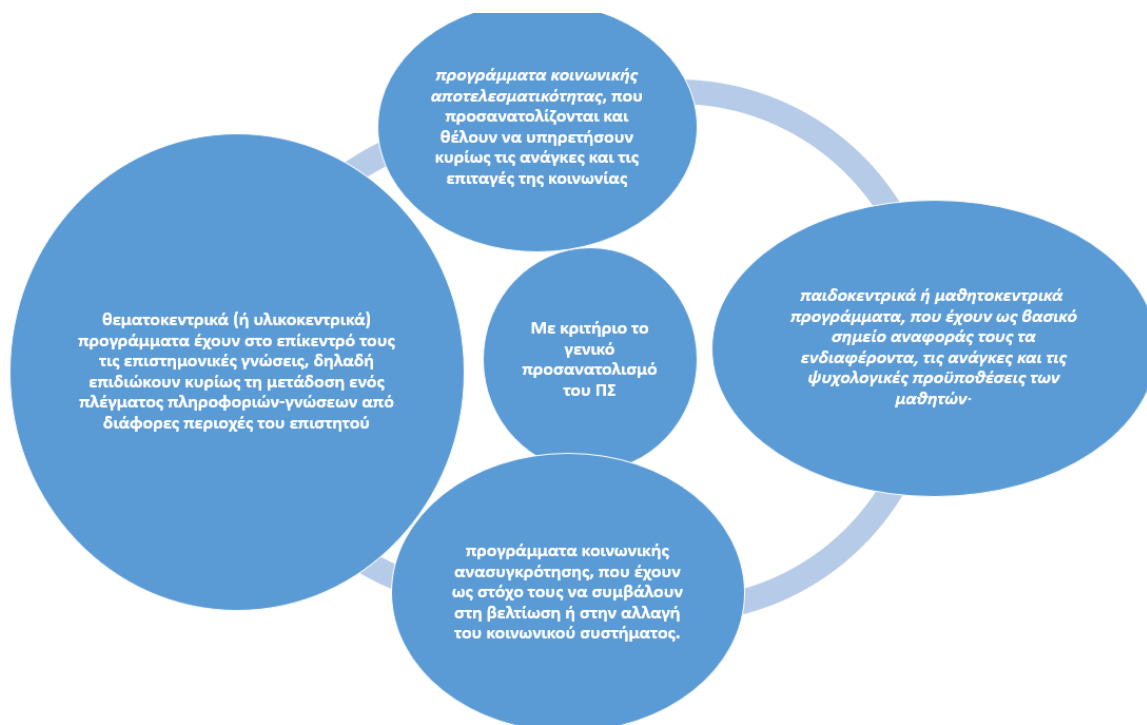 προγράμματα κοινωνικής
αποτελεσματικότητας, που
προσανατολίζονται και
θέλουν να υπηρετήσουν
κυρίως τις ανάγκες και τις
επιταγές της κοινωνίας
θεματοκεντρικά (ή υλικοκεντρικά)
προγράμματα έχουν στο επίκεντρό τους
τις επιστημονικές γνώσεις, δηλαδή
επιδιώκουν κυρίως τη μετάδοση ενός
πλέγματος πληροφοριών-γνώσεων από
διάφορες περιοχές του επιστητού
Με κριτήριο το
γενικό
προσανατολισμό
του ΠΣ
παιδοκεντρικά ή μαθητοκεντρικά
προγράμματα, που έχουν ως βασικό
σημείο αναφοράς τους τα
ενδιαφέροντα, τις ανάγκες και τις
ψυχολογικές προϋποθέσεις των
μαθητών·
προγράμματα κοινωνικής
ανασυγκρότησης, που έχουν
ως στόχο τους να συμβάλουν
στη βελτίωση ή στην αλλαγή
του κοινωνικού συστήματος.